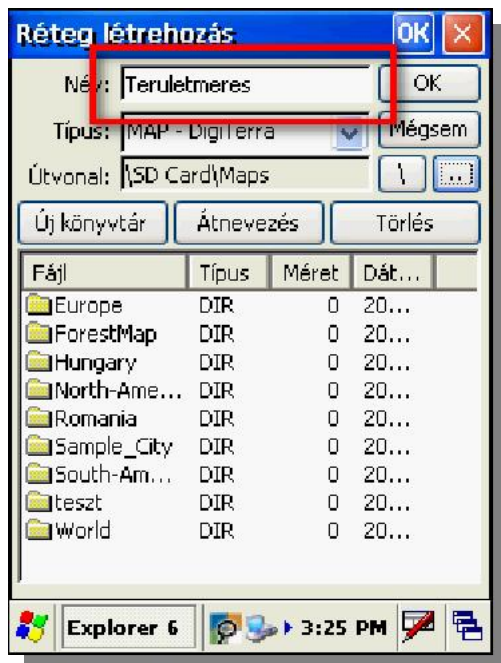 Réteg létrehozás OK
Név: Teruletmeres OK
Típus: MAP - DigiTerra Mégsem
Útvonal: \SD Card\Maps \ ..
Új könyvtár Átnevezés Törlés
Fájl Típus Méret Dát...
Europe DIR 0 20...
ForestMap DIR 0 20...
Hungary DIR 0 20...
North-Ame... DIR 0 20...
Romania DIR 0 20...
Sample_City DIR 0 20...
South-Am... DIR 0 20...
teszt DIR 0 20...
World DIR 0 20...
Explorer 6 3:25 PM